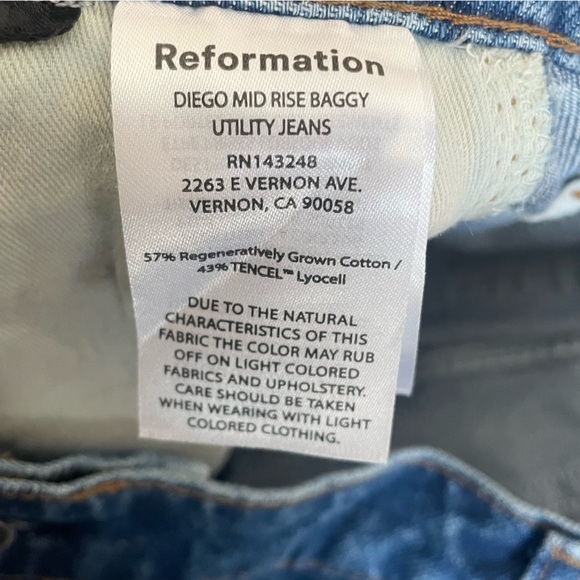 Reformation
DIEGO MID RISE BAGGY
UTILITY JEANS
RN143248
2263 E VERNON AVE.
VERNON, CA 90058
57% Regeneratively Grown Cotton /
43% TENCEL™ Lyocell
DUE TO THE NATURAL
CHARACTERISTICS OF THIS
FABRIC THE COLOR MAY RUB
OFF ON LIGHT COLORED
FABRICS AND UPHOLSTERY.
CARE SHOULD BE TAKEN
WHEN WEARING WITH LIGHT
COLORED CLOTHING.